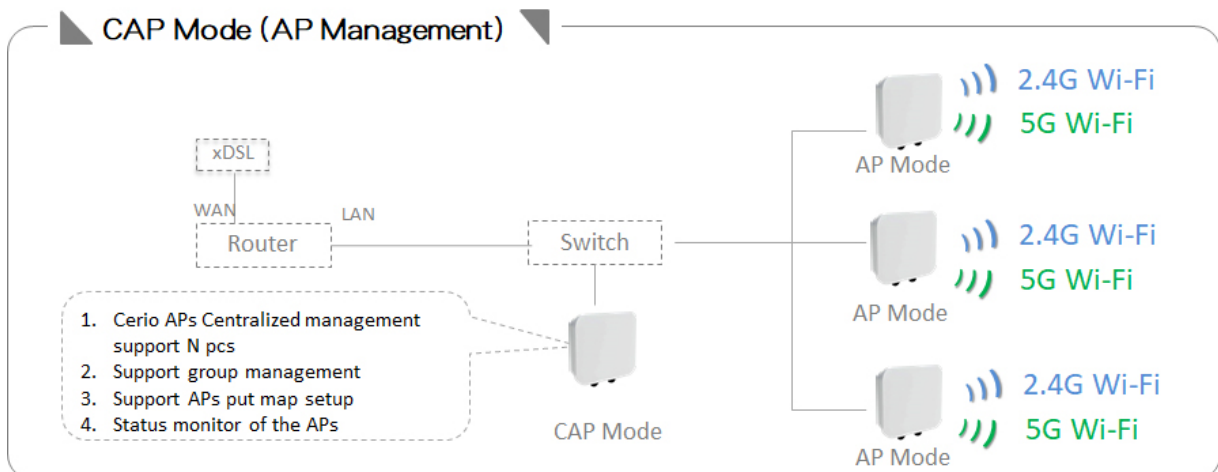 CAP Mode (AP Management)
xDSL
WAN
LAN
Router
Switch
1. Cerio APs Centralized management
support N pcs
2. Support group management
3. Support APs put map setup
4. Status monitor of the APs
CAP Mode
2.4G Wi-Fi
5G Wi-Fi
AP Mode
2.4G Wi-Fi
5G Wi-Fi
AP Mode
2.4G Wi-Fi
5G Wi-Fi
AP Mode